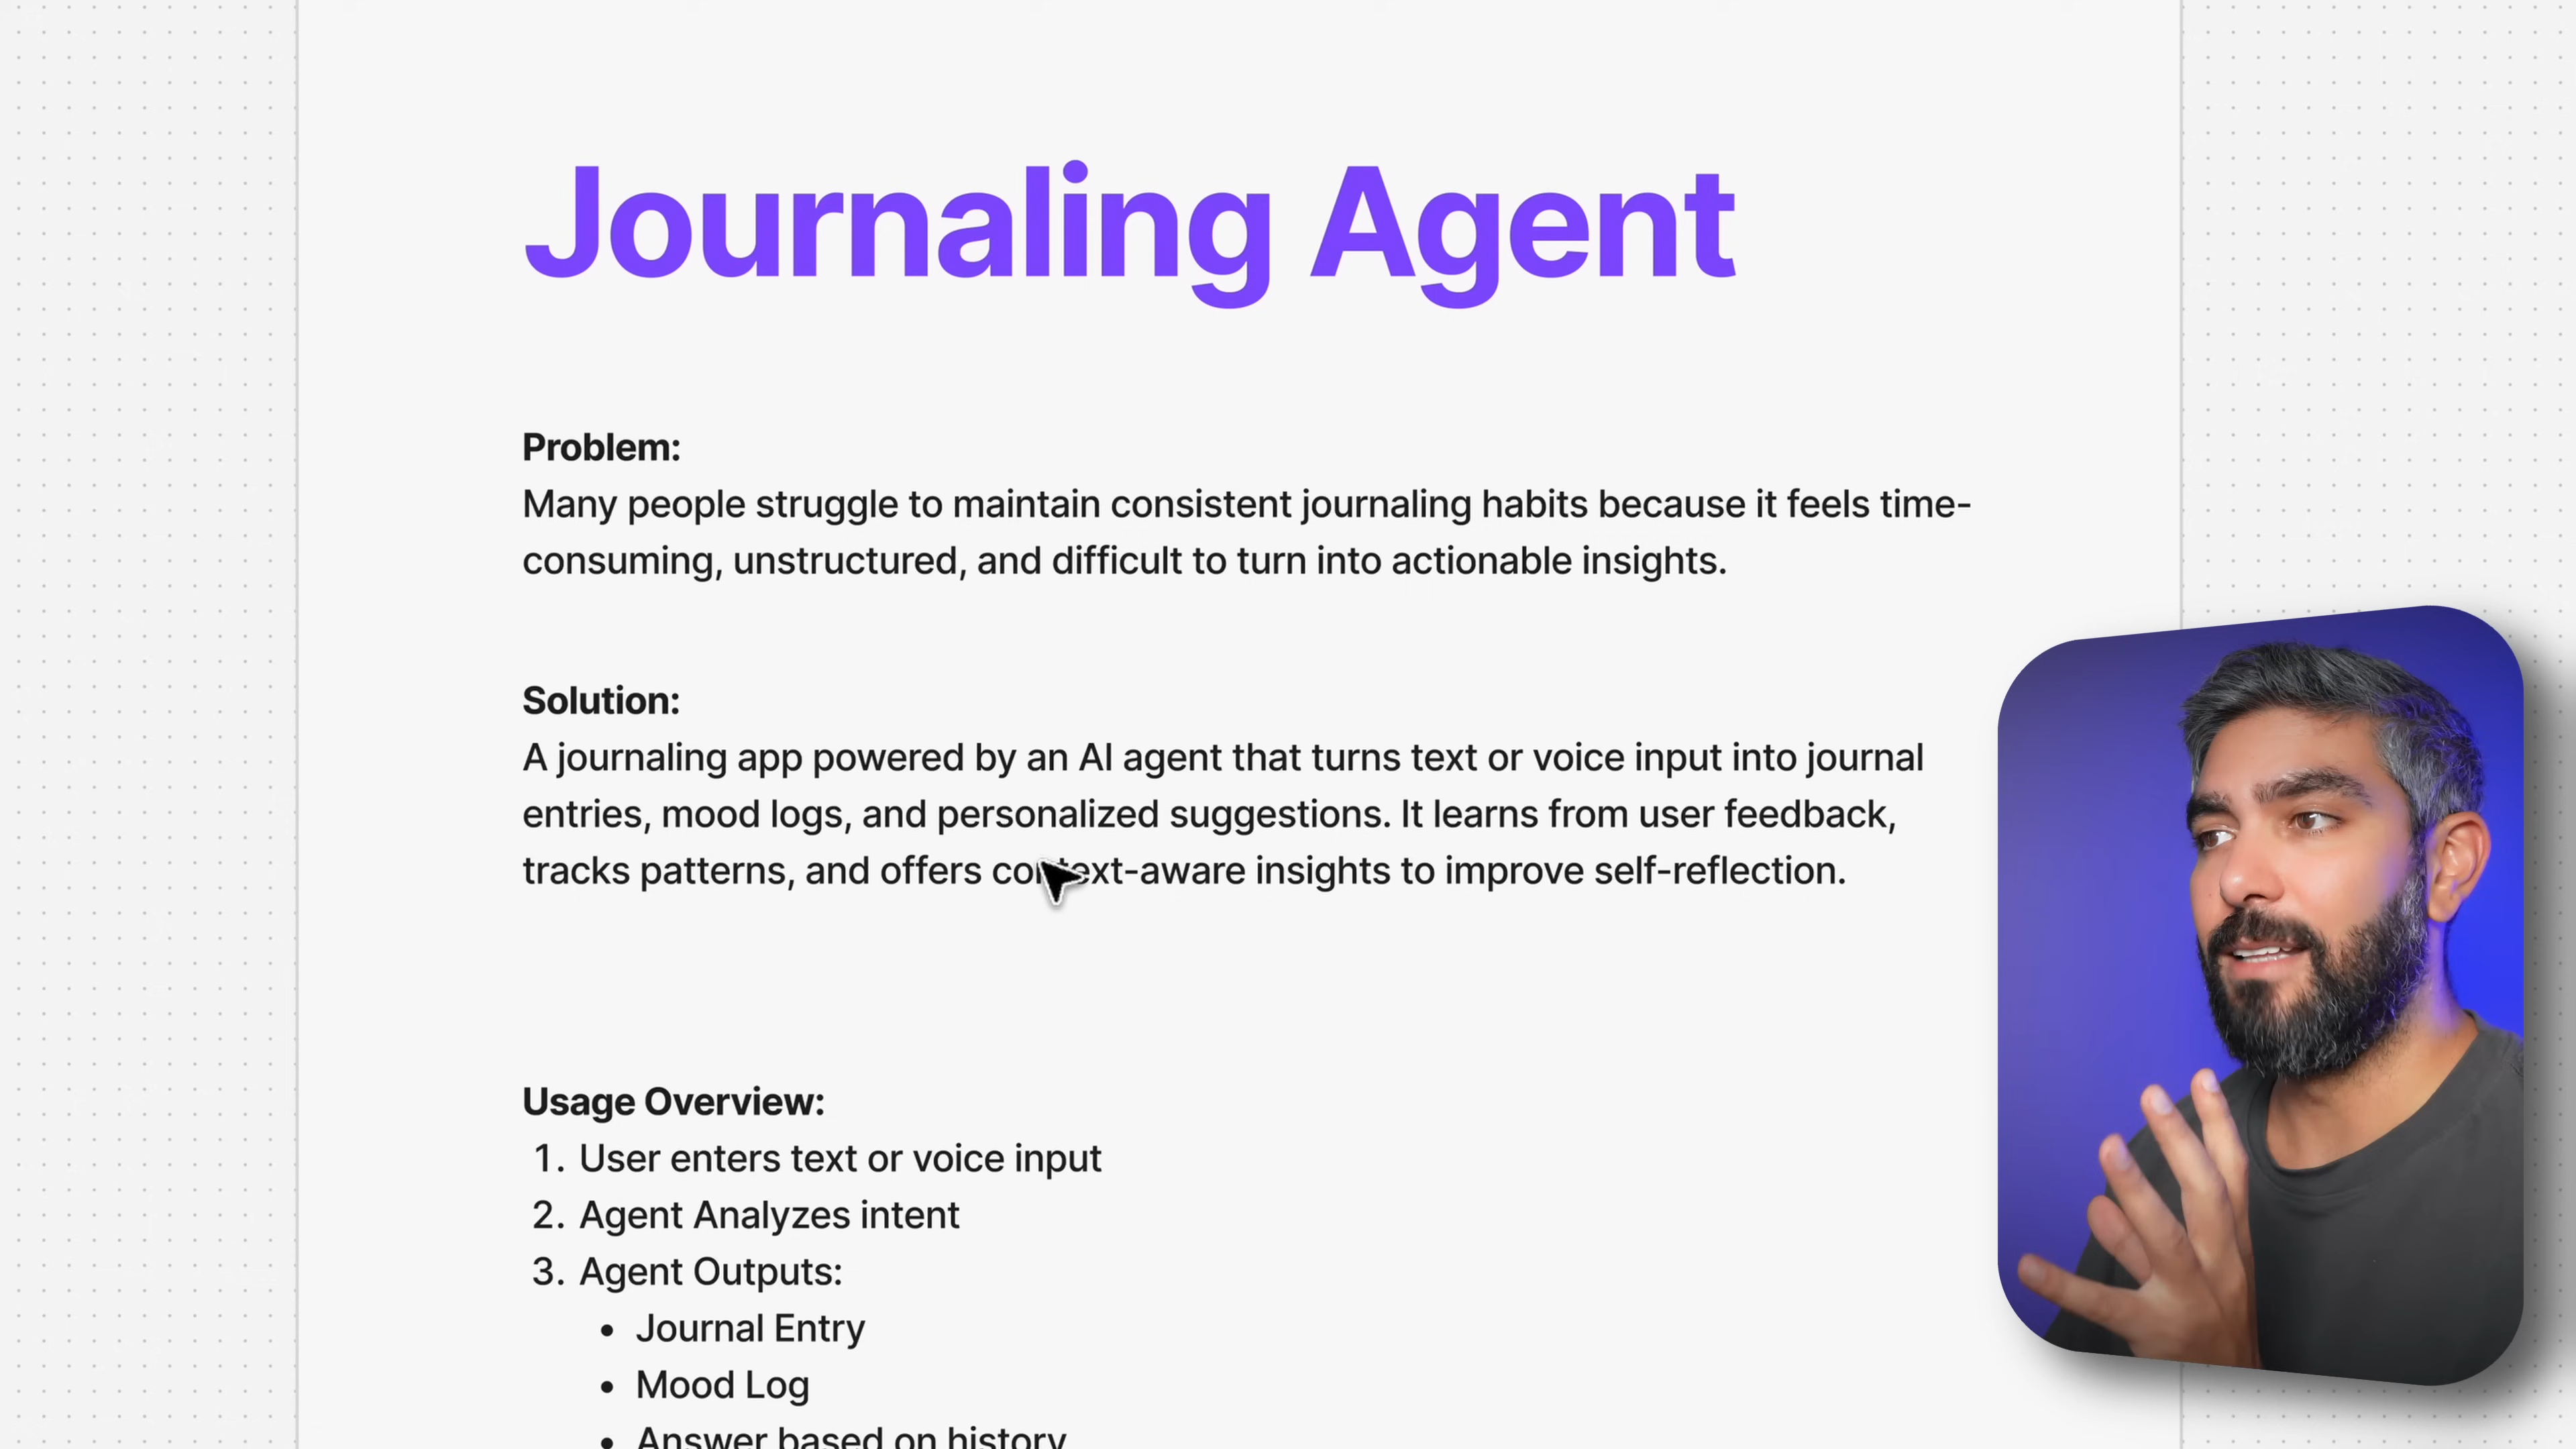 Journaling Agent
Problem:
Many people struggle to maintain consistent journaling habits because it feels time-
consuming, unstructured, and difficult to turn into actionable insights.
Solution:
A journaling app powered by an AI agent that turns text or voice input into journal
entries, mood logs, and personalized suggestions. It learns from user feedback,
tracks patterns, and offers context-aware insights to improve self-reflection.
Usage Overview:
1. User enters text or voice input
2. Agent Analyzes intent
3. Agent Outputs:
• Journal Entry
• Mood Log
• Answer based on history